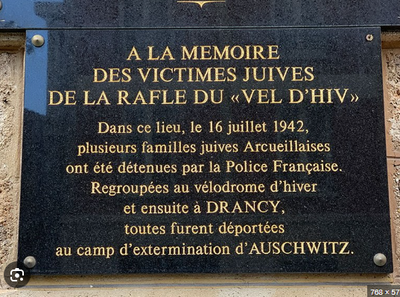 A LA MEMOIRE
DES VICTIMES JUIVES
DE LA RAFLE DU «VEL D'HIV»
Dans ce lieu, le 16 juillet 1942,
plusieurs familles juives Arcueillaises
ont été détenues par la Police Française.
Regroupées au vélodrome d'hiver
et ensuite à DRANCY,
toutes furent déportées
au camp d'extermination d'AUSCHWITZ.